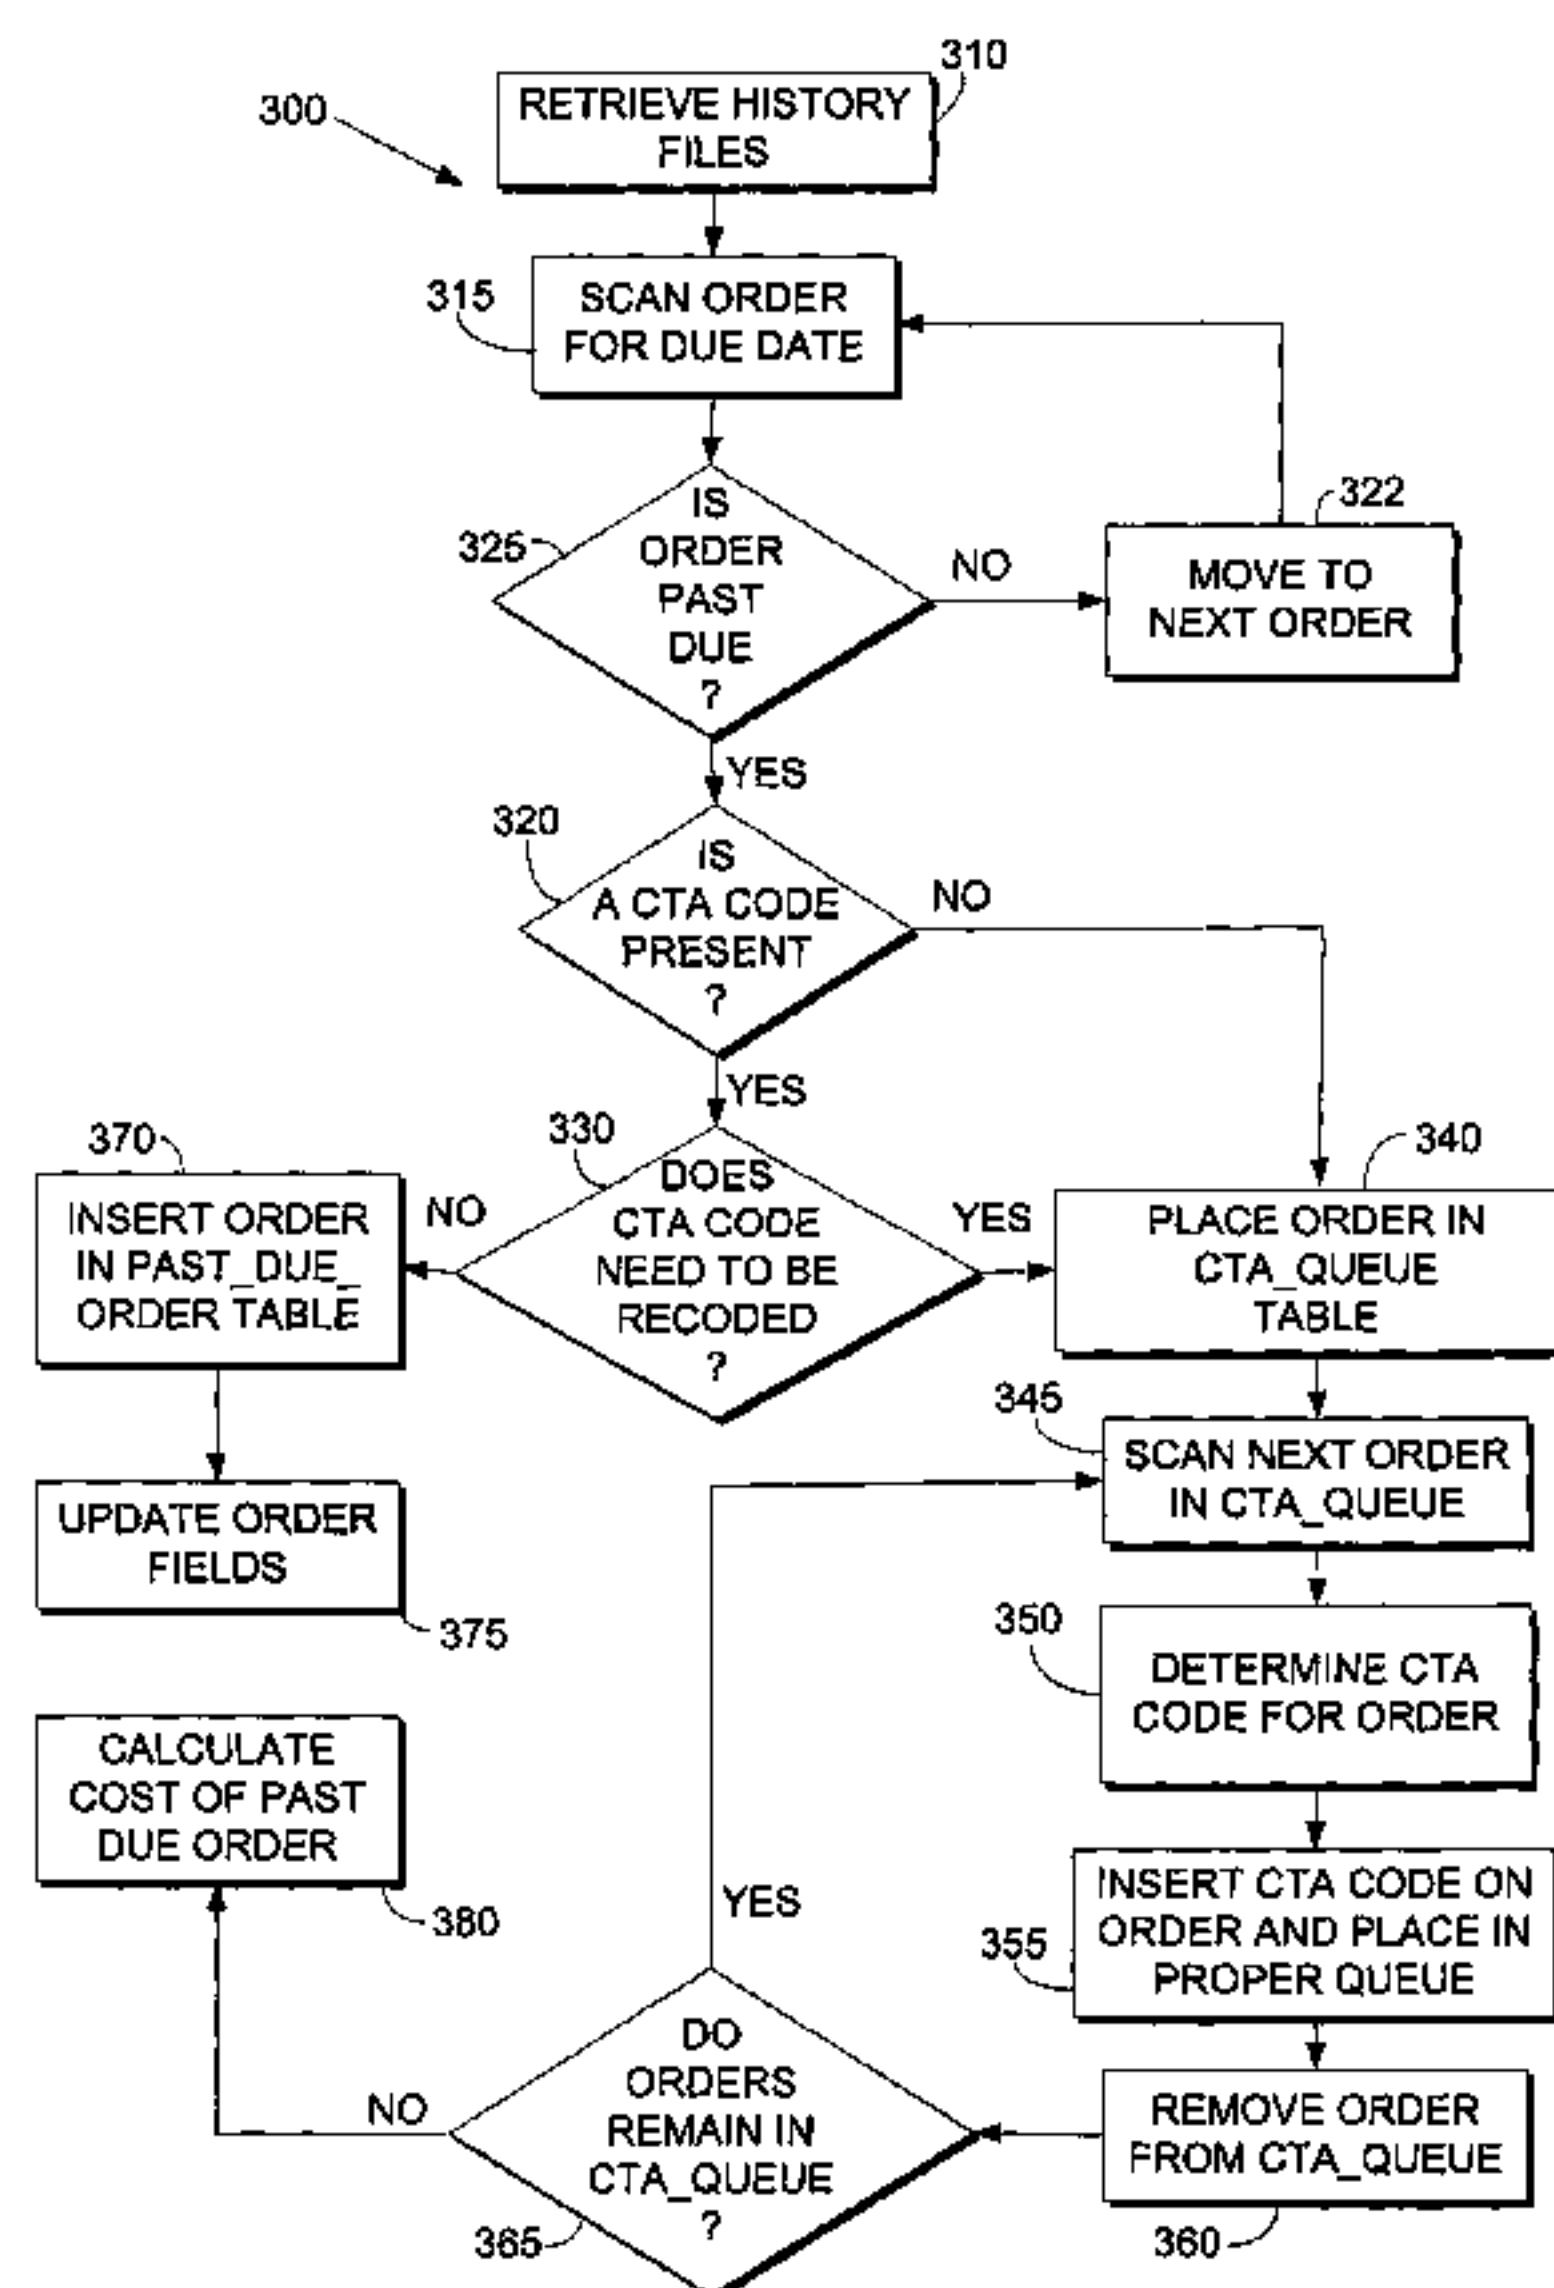 310
300
RETRIEVE HISTORY
FILES
315
SCAN ORDER
FOR DUE DATE
322
325
IS
ORDER
PAST
DUE
?
NO
MOVE TO
NEXT ORDER
YES
320
IS
A CTA CODE
PRESENT
?
NO
YES
330
370
340
DOES
CTA CODE
NEED TO BE
RECODED
?
NO
YES
INSERT ORDER
IN PAST_DUE_
ORDER TABLE
PLACE ORDER IN
CTA_QUEUE
TABLE
345
SCAN NEXT ORDER
IN CTA_QUEUE
UPDATE ORDER
FIELDS
375
350
DETERMINE CTA
CODE FOR ORDER
CALCULATE
COST OF PAST
DUE ORDER
380
YES
355
INSERT CTA CODE ON
ORDER AND PLACE IN
PROPER QUEUE
DO
ORDERS
REMAIN IN
CTA_QUEUE
?
NO
REMOVE ORDER
FROM CTA_QUEUE
365
360